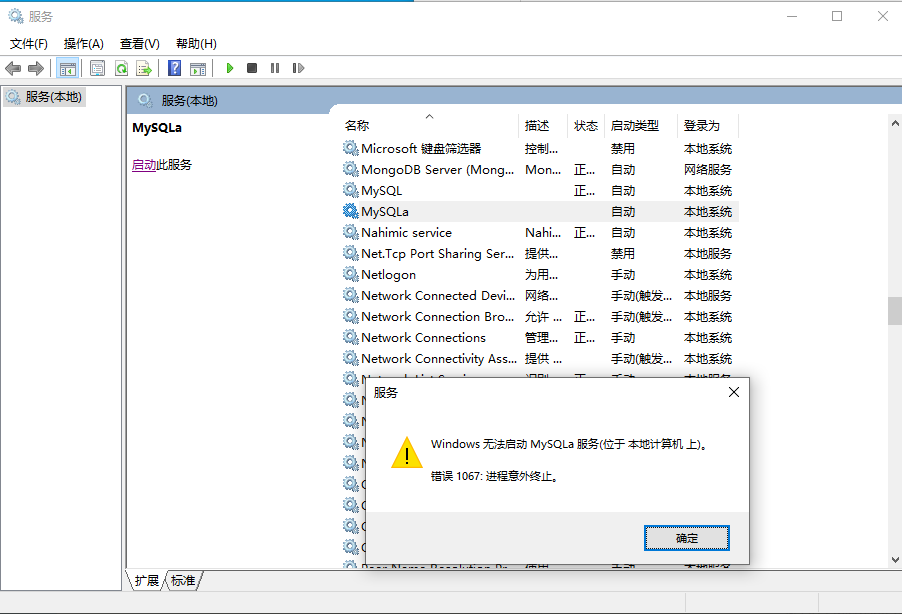 服务
文件(F) 操作(A) 查看(V) 帮助(H)
服务(本地)
服务(本地)
MySQLa
启动此服务
名称 描述 状态 启动类型 登录为
Microsoft 键盘筛选器 控制... 禁用 本地系统
MongoDB Server (Mong... Mon... 正... 自动 网络服务
MySQL 正... 自动 本地系统
MySQLa 自动 本地系统
Nahimic service Nahi... 正... 自动 本地系统
Net.Tcp Port Sharing Ser... 提供... 禁用 本地服务
Netlogon 为用... 手动 本地系统
Network Connected Devi... 网络... 手动(触发... 本地服务
Network Connection Bro... 允许 ... 正... 手动(触发... 本地系统
Network Connections 管理... 正... 手动 本地系统
Network Connectivity Ass... 提供 ... 手动(触发... 本地系统
服务
Windows 无法启动 MySQLa 服务(位于 本地计算机 上)。
错误 1067: 进程意外终止。
确定
扩展 标准